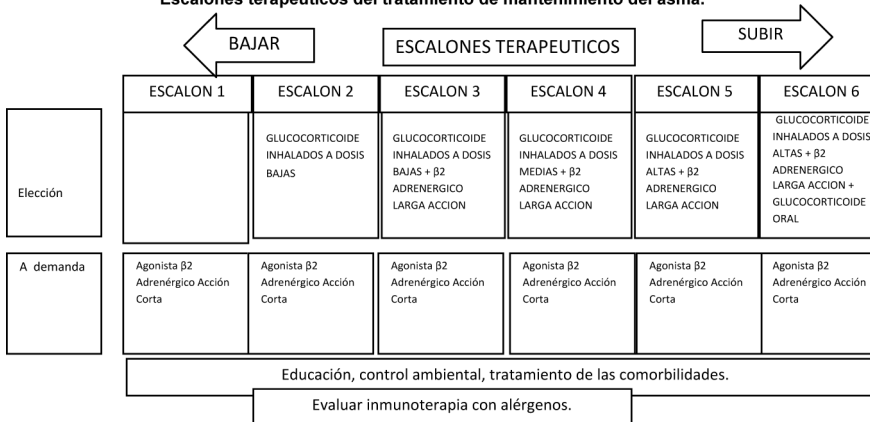 Escalones terapeuticos del tratamiento de mantenimiento del asma.
BAJAR
ESCALONES TERAPEUTICOS
SUBIR
ESCALON 1
ESCALON 2
ESCALON 3
ESCALON 4
ESCALON 5
ESCALON 6
Elección
GLUCOCORTICOIDE
INHALADOS A DOSIS
BAJAS
GLUCOCORTICOIDE
INHALADOS A DOSIS
BAJAS + β2
ADRENERGICO
LARGA ACCION
GLUCOCORTICOIDE
INHALADOS A DOSIS
MEDIAS + β2
ADRENERGICO
LARGA ACCION
GLUCOCORTICOIDE
INHALADOS A DOSIS
ALTAS + β2
ADRENERGICO
LARGA ACCION
GLUCOCORTICOIDE
INHALADOS A DOSIS
ALTAS + β2
ADRENERGICO
LARGA ACCION +
GLUCOCORTICOIDE
ORAL
A demanda
Agonista β2
Adrenérgico Acción
Corta
Agonista β2
Adrenérgico Acción
Corta
Agonista β2
Adrenérgico Acción
Corta
Agonista β2
Adrenérgico Acción
Corta
Agonista β2
Adrenérgico Acción
Corta
Agonista β2
Adrenérgico Acción
Corta
Educación, control ambiental, tratamiento de las comorbilidades.
Evaluar inmunoterapia con alérgenos.